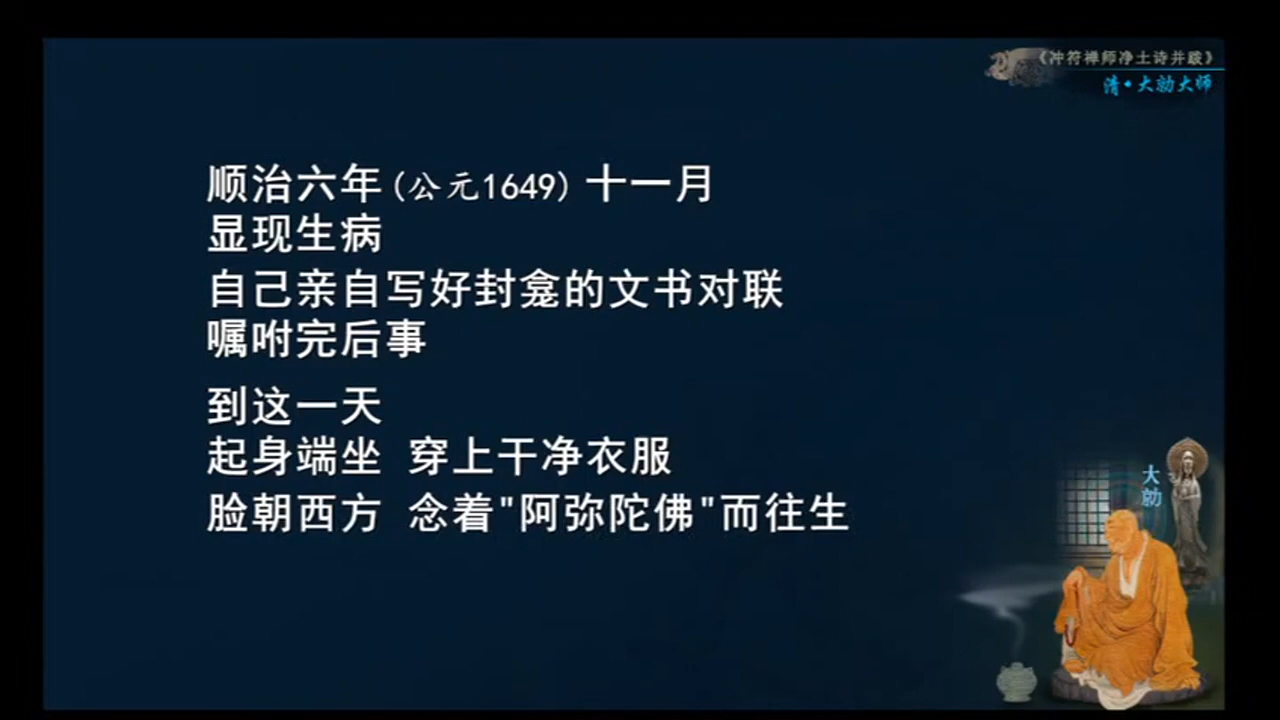 《冲符禅师净土诗并跋》
清·大勍大师
顺治六年(公元1649) 十一月
显现生病
自己亲自写好封龛的文书对联
嘱咐完后事
到这一天
起身端坐 穿上干净衣服
脸朝西方 念着"阿弥陀佛"而往生
大勍